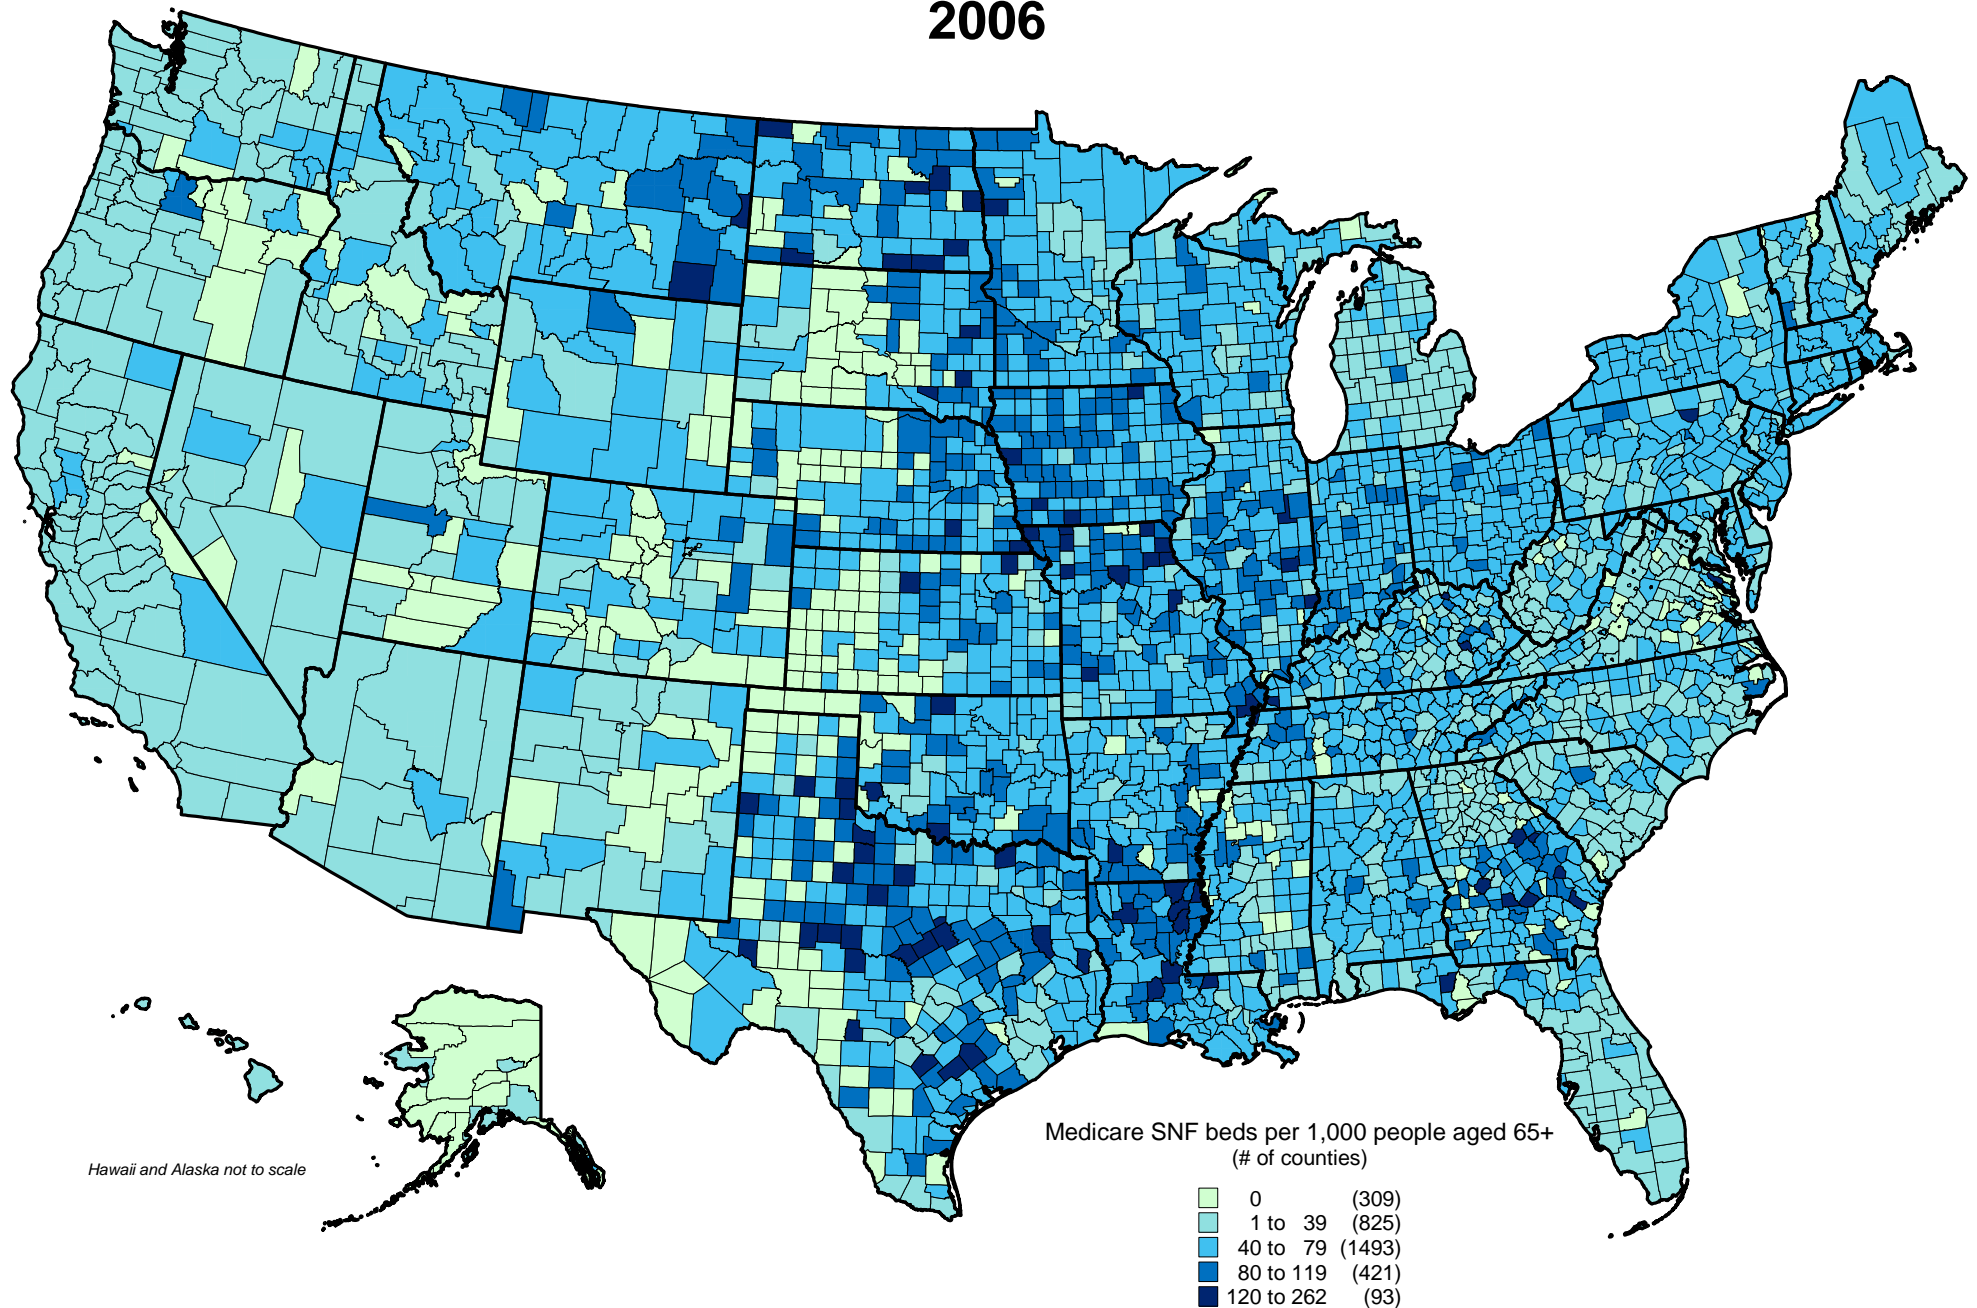 2006
Hawaii and Alaska not to scale
Medicare SNF beds per 1,000 people aged 65+
(# of counties)
0 (309)
1 to 39 (825)
40 to 79 (1493)
80 to 119 (421)
120 to 262 (93)